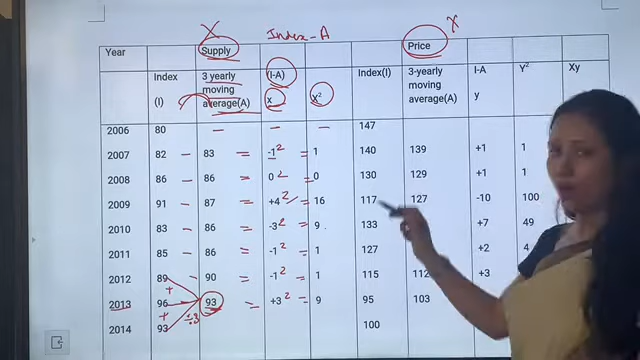 X Index-A X
Year Supply Price
Index (I) 3 yearly moving average(A) (I-A) x X² Index(I) 3-yearly moving average(A) I-A y Y² Xy
2006 80 — — — 147
2007 82 — 83 = -1² = 1 140 139 +1 1
2008 86 — 86 = 0² = 0 130 129 +1 1
2009 91 — 87 = +4² = 16 117 127 -10 100
2010 83 — 86 = -3² = 9 133 +7 49
2011 85 — 86 = -1² = 1 127 +2 4
2012 89 — 90 = -1² = 1 115 112 +3
2013 96 93 = +3² = 9 95 103
2014 93 ÷3 100
+
+